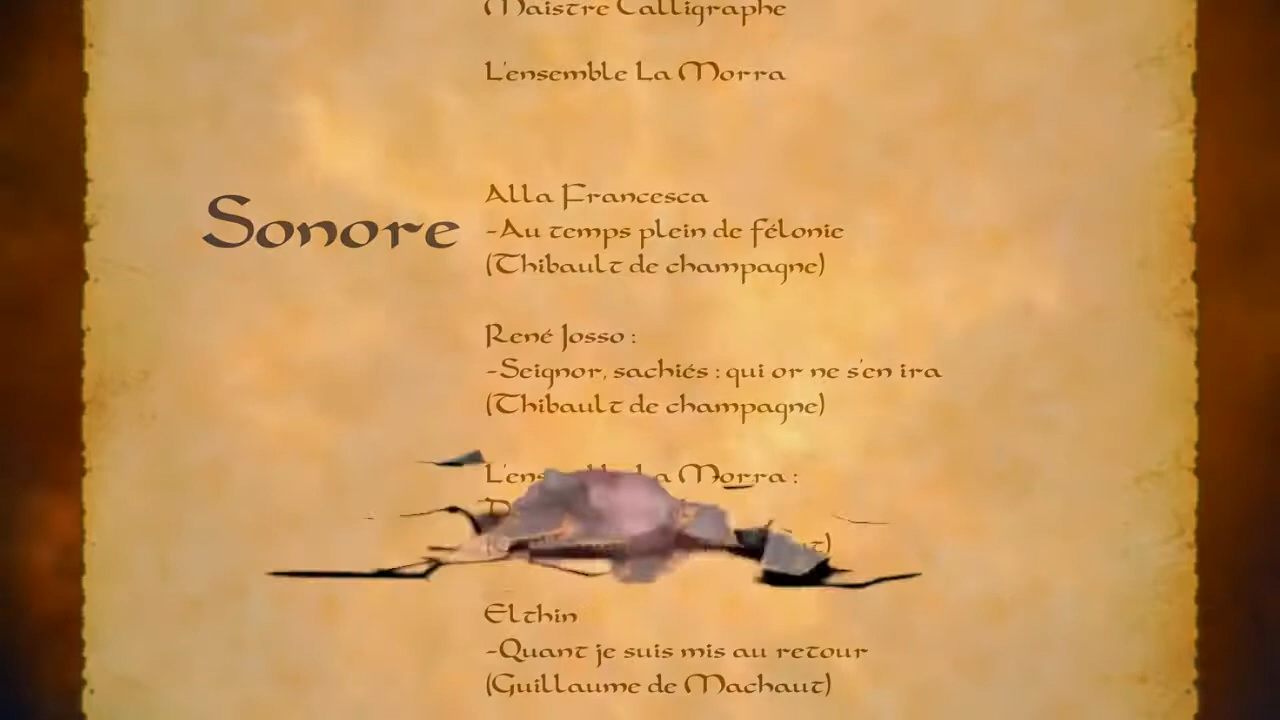 Maistre Calligraphe
L'ensemble La Morra
Sonore
Alla Francesca
-Au temps plein de félonie
(Thibault de champagne)
René Josso :
-Seignor, sachiés : qui or ne s'en ira
(Thibault de champagne)
La Morra :
Elthin
-Quant je suis mis au retour
(Guillaume de Machaut)